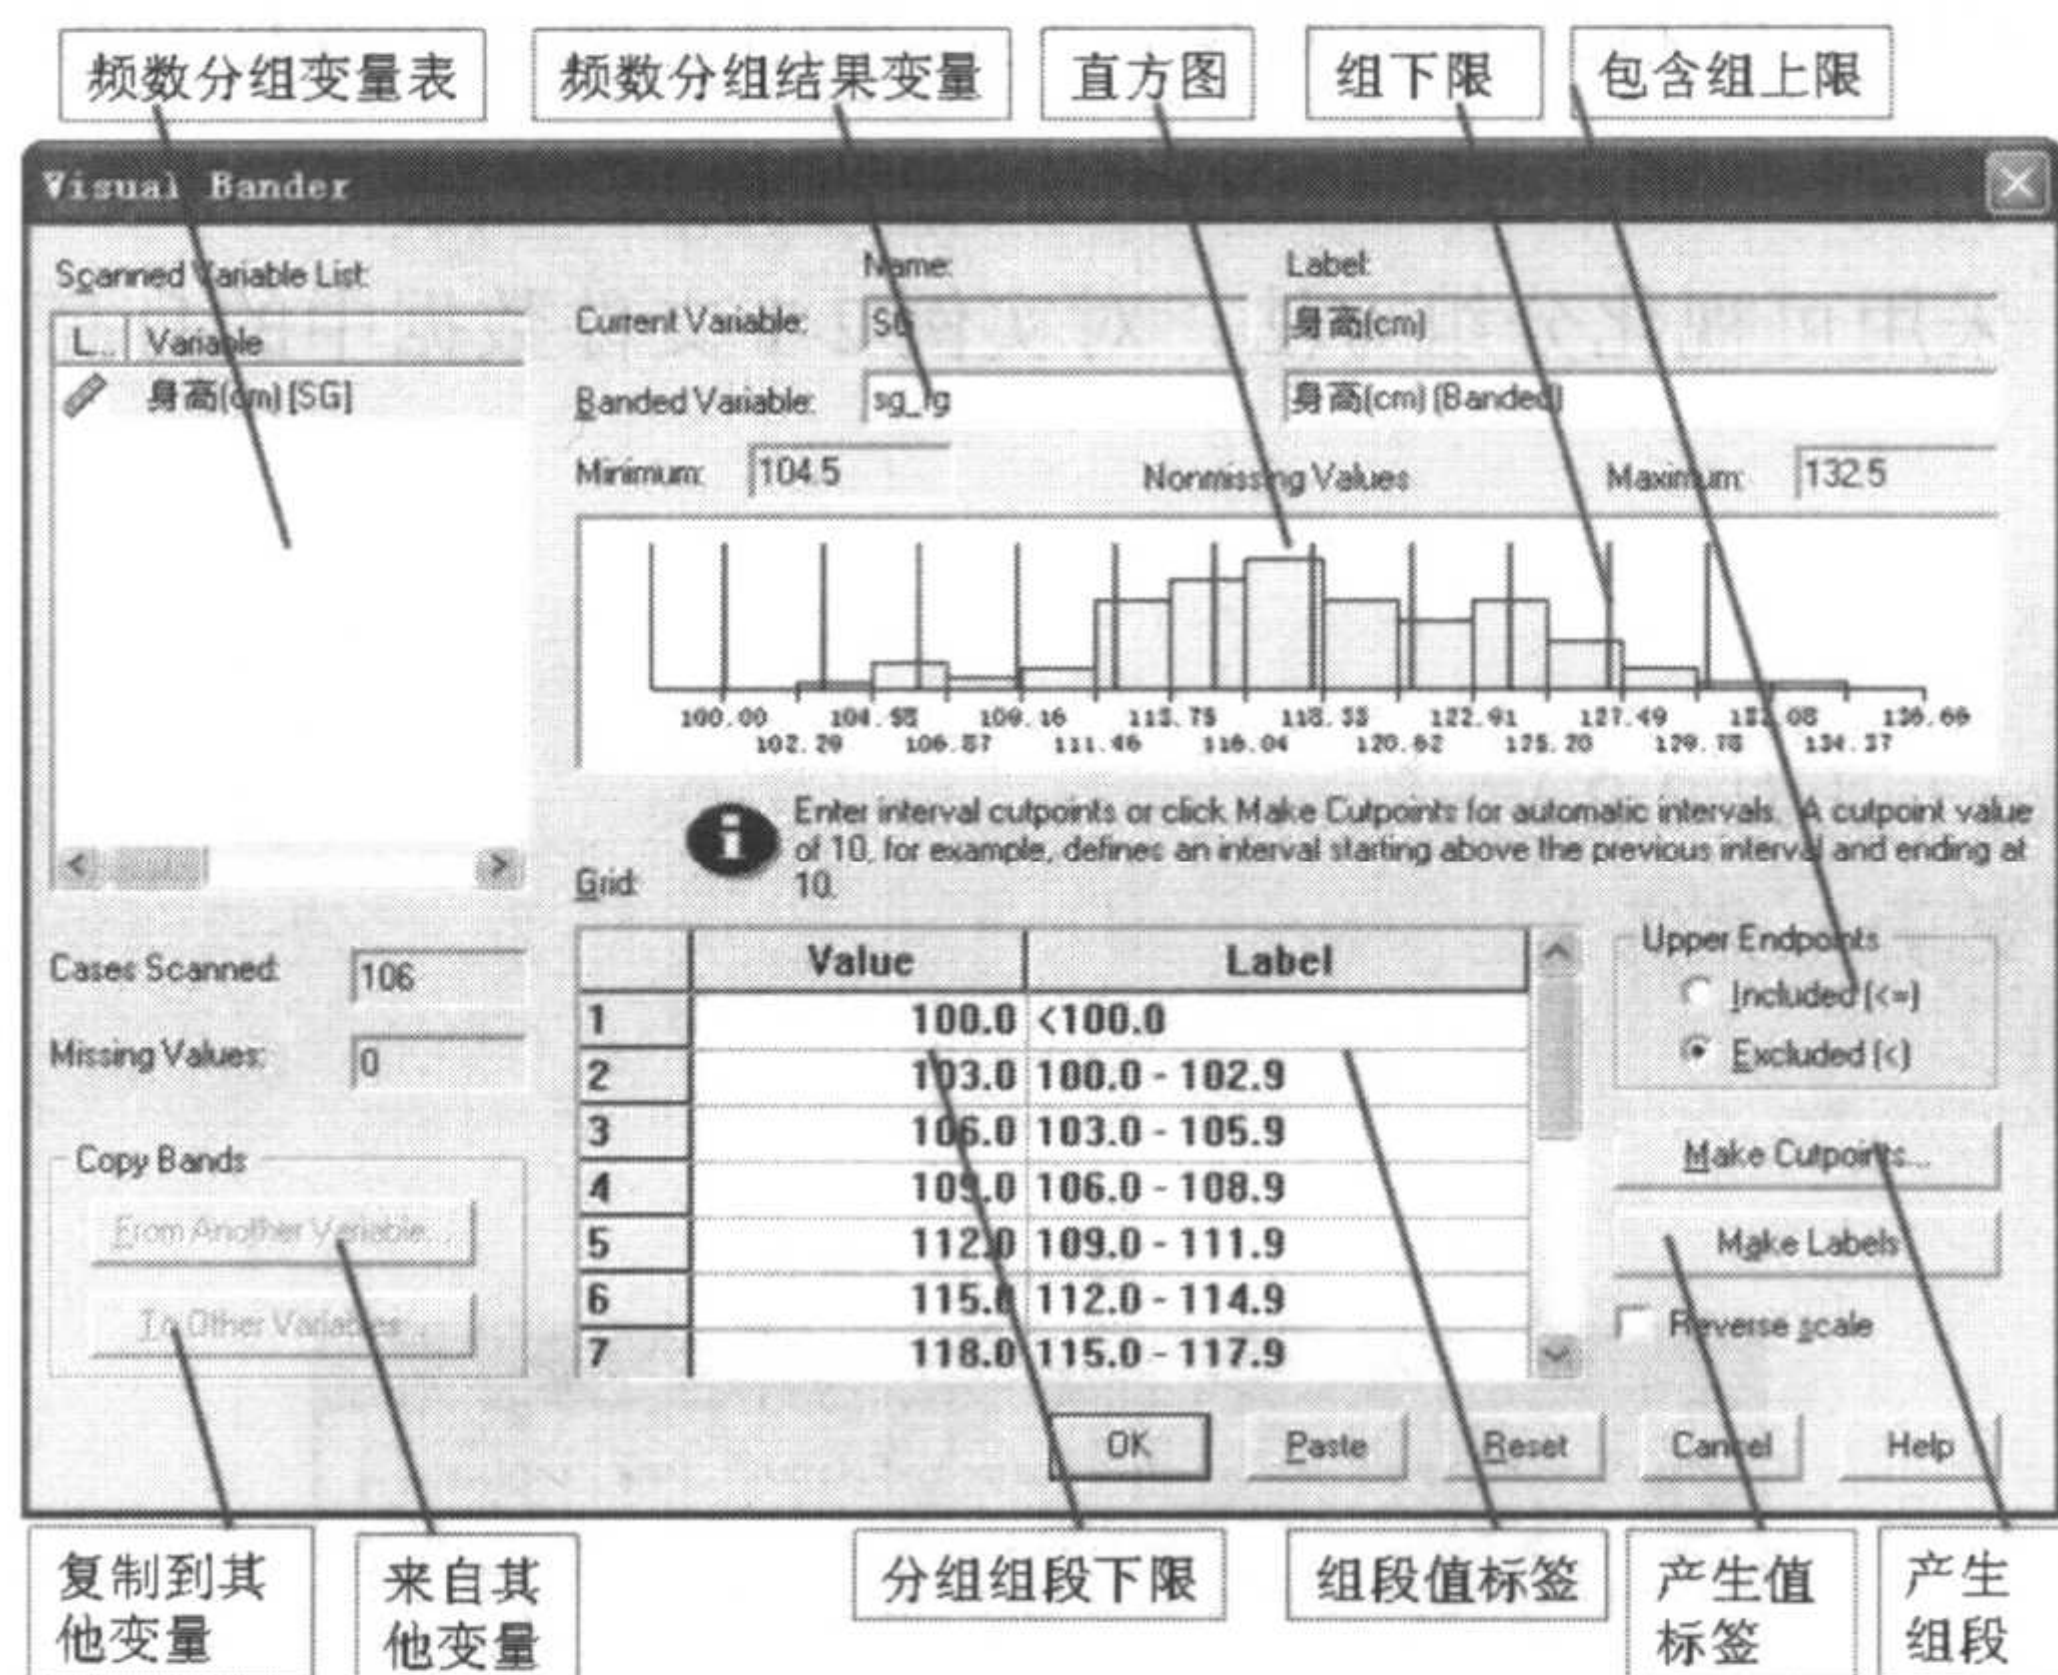 频数分组变量表 频数分组结果变量 直方图 组下限 包含组上限
Visual Bander
Scanned Variable List:
Name: Label:
L... Variable
Current Variable: SG 身高(cm)
身高(cm) [SG]
Banded Variable: sg_fg 身高(cm) (Banded)
Minimum: 104.5 Nonmissing Values Maximum: 132.5
100.00 104.58 109.16 113.75 118.33 122.91 127.49 132.08 136.66
102.29 106.87 111.46 116.04 120.62 125.20 129.78 134.37
Enter interval cutpoints or click Make Cutpoints for automatic intervals. A cutpoint value
of 10, for example, defines an interval starting above the previous interval and ending at
10.
Grid:
Value Label
1 100.0 <100.0
2 103.0 100.0 - 102.9
3 106.0 103.0 - 105.9
4 109.0 106.0 - 108.9
5 112.0 109.0 - 111.9
6 115.0 112.0 - 114.9
7 118.0 115.0 - 117.9
Cases Scanned: 106
Missing Values: 0
Copy Bands
From Another Variable...
To Other Variables...
Upper Endpoints
Included (<=)
Excluded (<)
Make Cutpoints...
Make Labels
Reverse scale
OK Paste Reset Cancel Help
复制到其
他变量
来自其
他变量
分组组段下限
组段值标签
产生值
标签
产生
组段